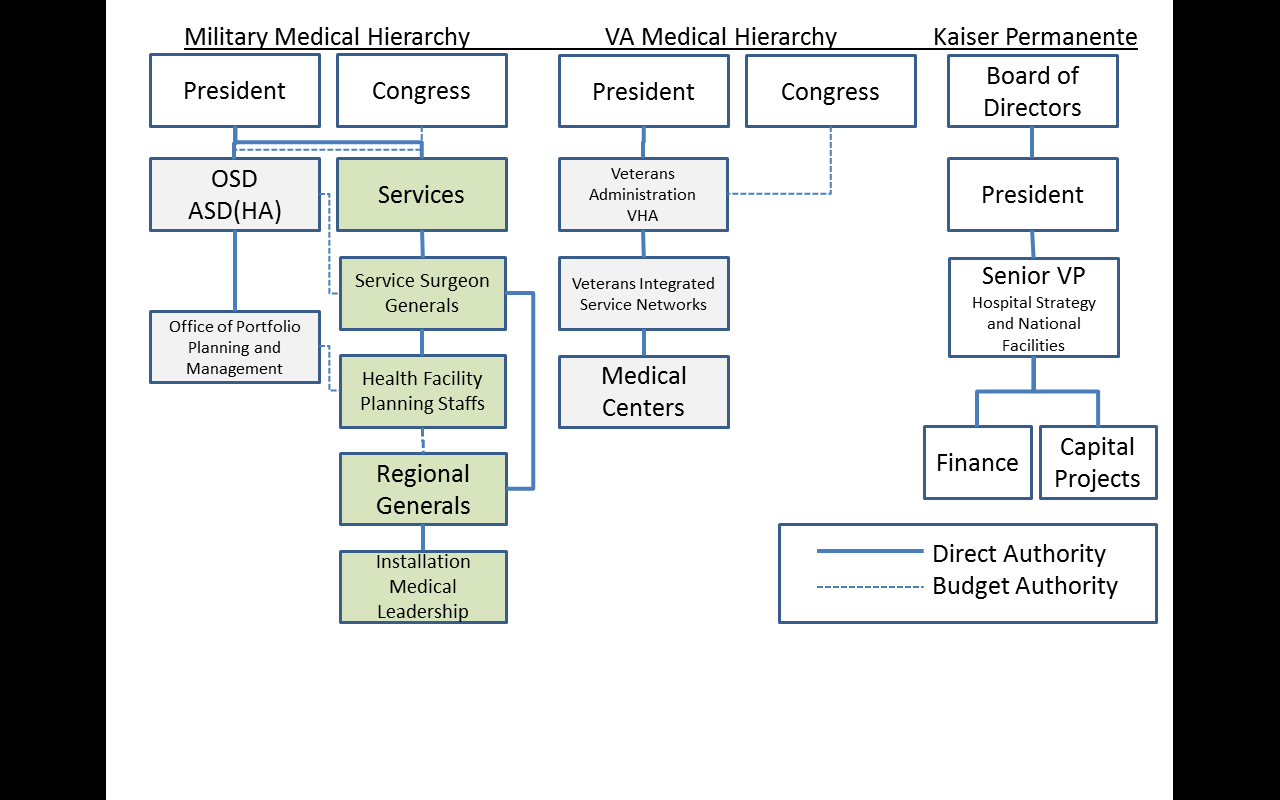 Military Medical Hierarchy
VA Medical Hierarchy
Kaiser Permanente
President
Congress
OSD
ASD(HA)
Services
Service Surgeon
Generals
Office of Portfolio
Planning and
Management
Health Facility
Planning Staffs
Regional
Generals
Installation
Medical
Leadership
President
Congress
Veterans
Administration
VHA
Veterans Integrated
Service Networks
Medical
Centers
Board of
Directors
President
Senior VP
Hospital Strategy
and National
Facilities
Finance
Capital
Projects
Direct Authority
Budget Authority